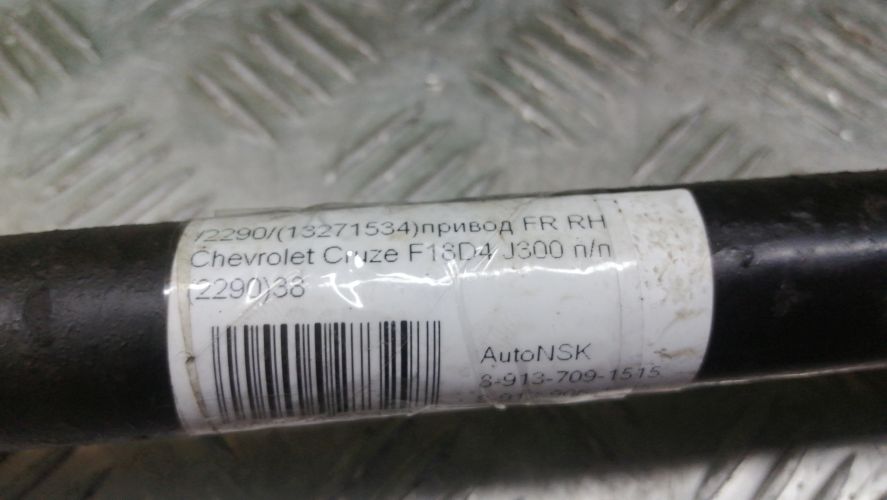 /2290/(13271534)привод FR RH
Chevrolet Cruze F18D4 J300 п/п
(2290)38
AutoNSK
8-913-709-1515